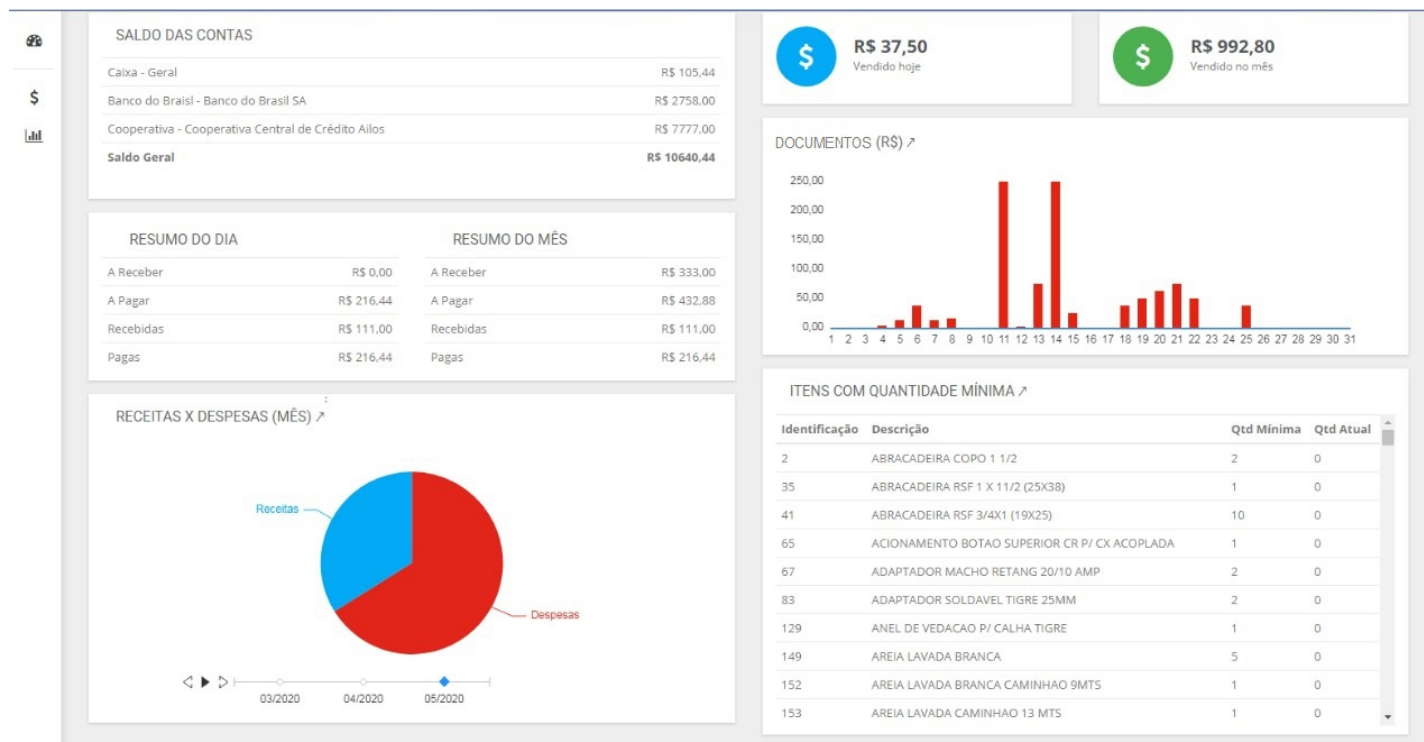 SALDO DAS CONTAS
Caixa - Geral R$ 105,44
Banco do Braisl - Banco do Brasil SA R$ 2758.00
Cooperativa - Cooperativa Central de Crédito Ailos R$ 7777,00
Saldo Geral R$ 10640,44
R$ 37,50
Vendido hoje
R$ 992,80
Vendido no mês
DOCUMENTOS (R$)
250,00
200,00
150,00
100,00
50,00
0,00
1 2 3 4 5 6 7 8 9 10 11 12 13 14 15 16 17 18 19 20 21 22 23 24 25 26 27 28 29 30 31
RESUMO DO DIA
A Receber R$ 0,00
A Pagar R$ 216,44
Recebidas R$ 111,00
Pagas R$ 216,44
RESUMO DO MÊS
A Receber R$ 333,00
A Pagar R$ 432,88
Recebidas R$ 111,00
Pagas R$ 216,44
RECEITAS X DESPESAS (MÊS)
Receitas
Despesas
03/2020 04/2020 05/2020
ITENS COM QUANTIDADE MÍNIMA
Identificação Descrição Qtd Mínima Qtd Atual
2 ABRACADEIRA COPO 1 1/2 2 0
35 ABRACADEIRA RSF 1 X 11/2 (25X38) 1 0
41 ABRACADEIRA RSF 3/4X1 (19X25) 10 0
65 ACIONAMENTO BOTAO SUPERIOR CR P/ CX ACOPLADA 1 0
67 ADAPTADOR MACHO RETANG 20/10 AMP 2 0
83 ADAPTADOR SOLDAVEL TIGRE 25MM 2 0
129 ANEL DE VEDACAO P/ CALHA TIGRE 1 0
149 AREIA LAVADA BRANCA 5 0
152 AREIA LAVADA BRANCA CAMINHAO 9MTS 1 0
153 AREIA LAVADA CAMINHAO 13 MTS 1 0